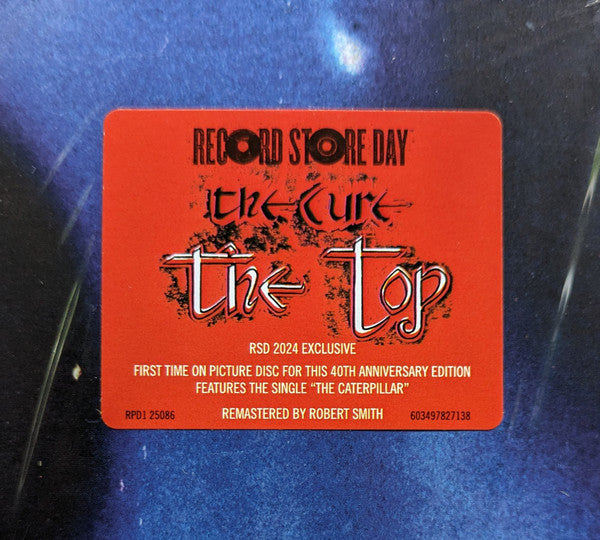 RECORD STORE DAY
the Cure
the Top
RSD 2024 EXCLUSIVE
FIRST TIME ON PICTURE DISC FOR THIS 40TH ANNIVERSARY EDITION
FEATURES THE SINGLE "THE CATERPILLAR"
RPD1 25086 REMASTERED BY ROBERT SMITH 603497827138